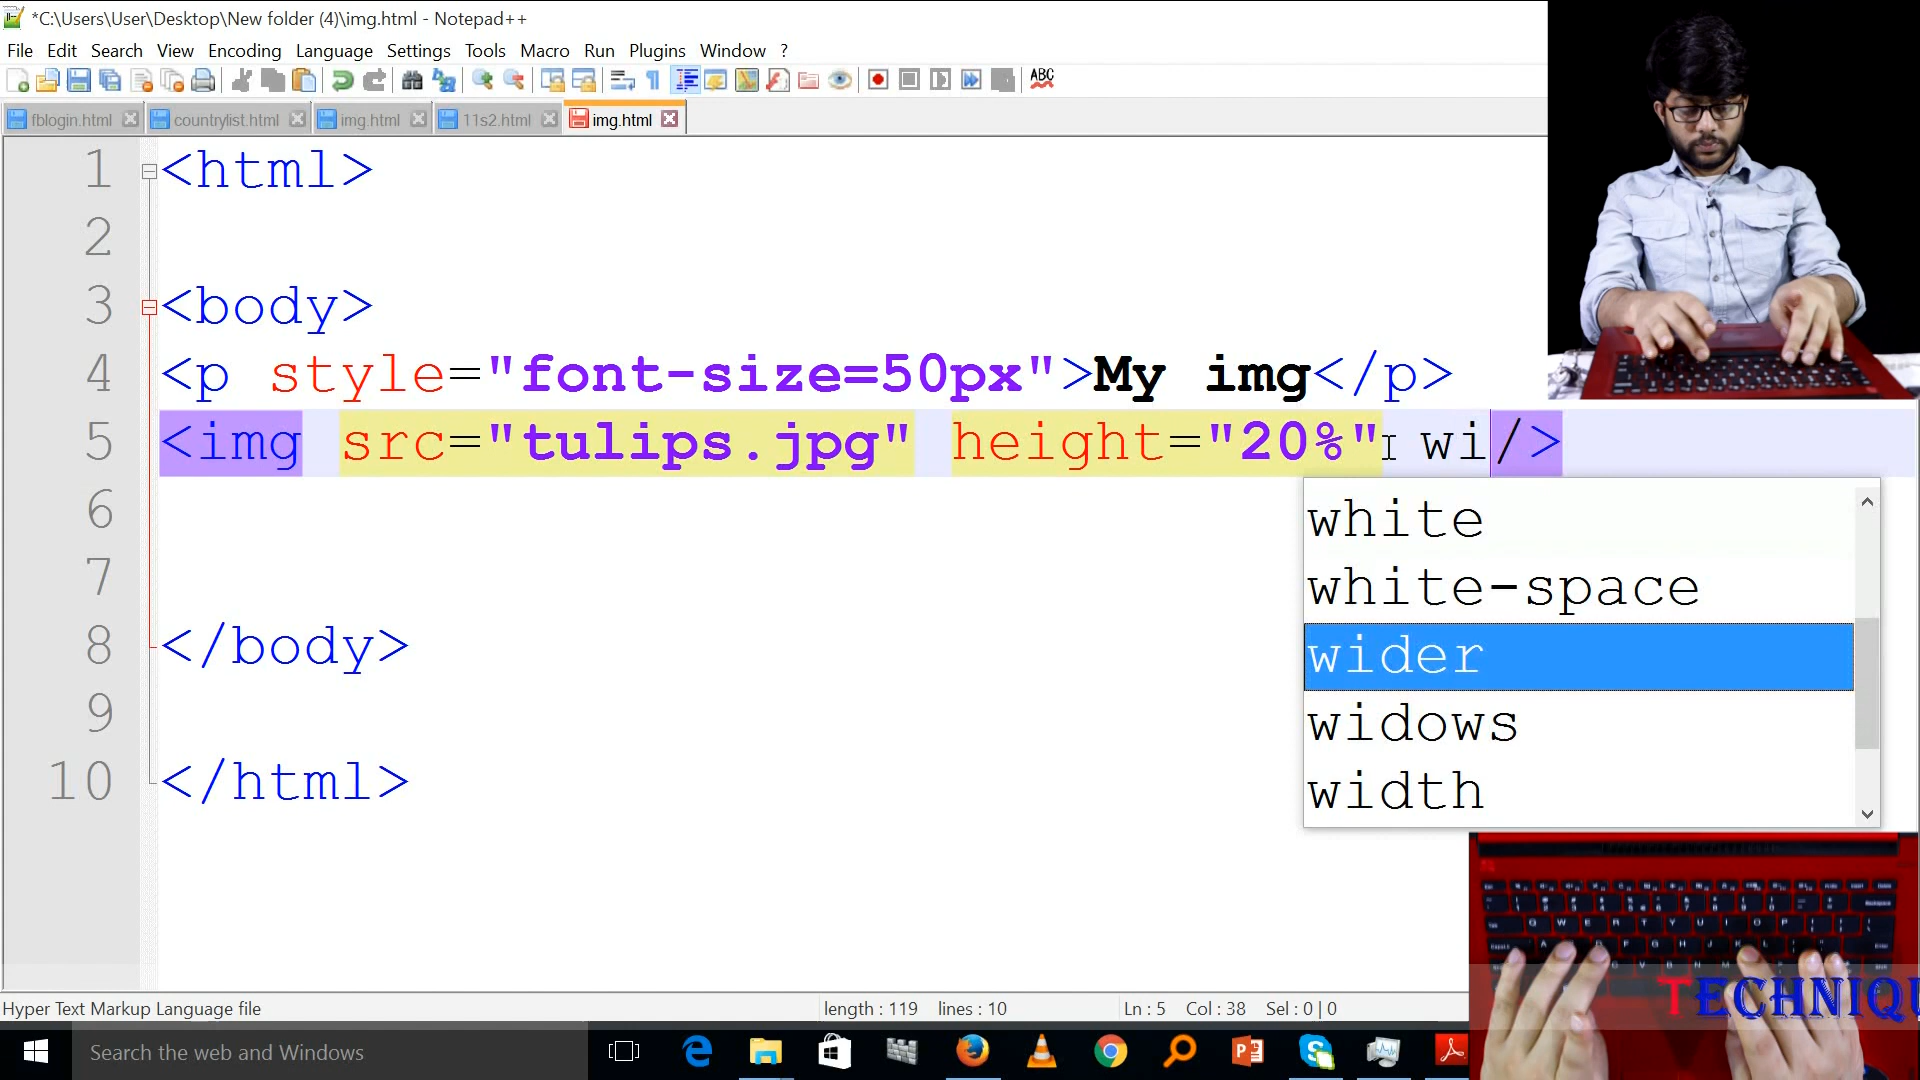 *C:\Users\User\Desktop\New folder (4)\img.html - Notepad++
File Edit Search View Encoding Language Settings Tools Macro Run Plugins Window ?
ABC
fblogin.html countrylist.html img.html 11s2.html img.html
1 <html>
2
3 <body>
4 <p style="font-size=50px">My img</p>
5 <img src="tulips.jpg" height="20%" wi/>
6
7
8 </body>
9
10 </html>
white
white-space
wider
widows
width
TECHNIQU
Hyper Text Markup Language file length : 119 lines : 10 Ln : 5 Col : 38 Sel : 0 | 0
Search the web and Windows